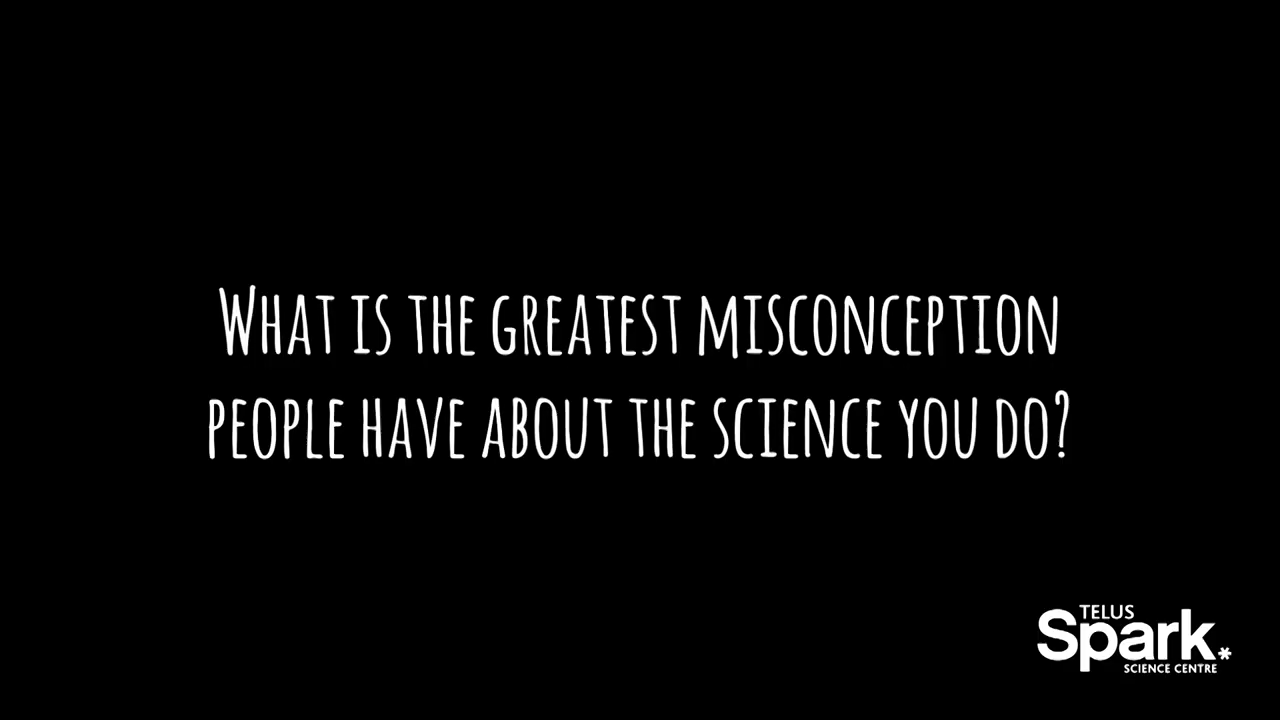 What is the greatest misconception
people have about the science you do?
TELUS
Spark.*
SCIENCE CENTRE